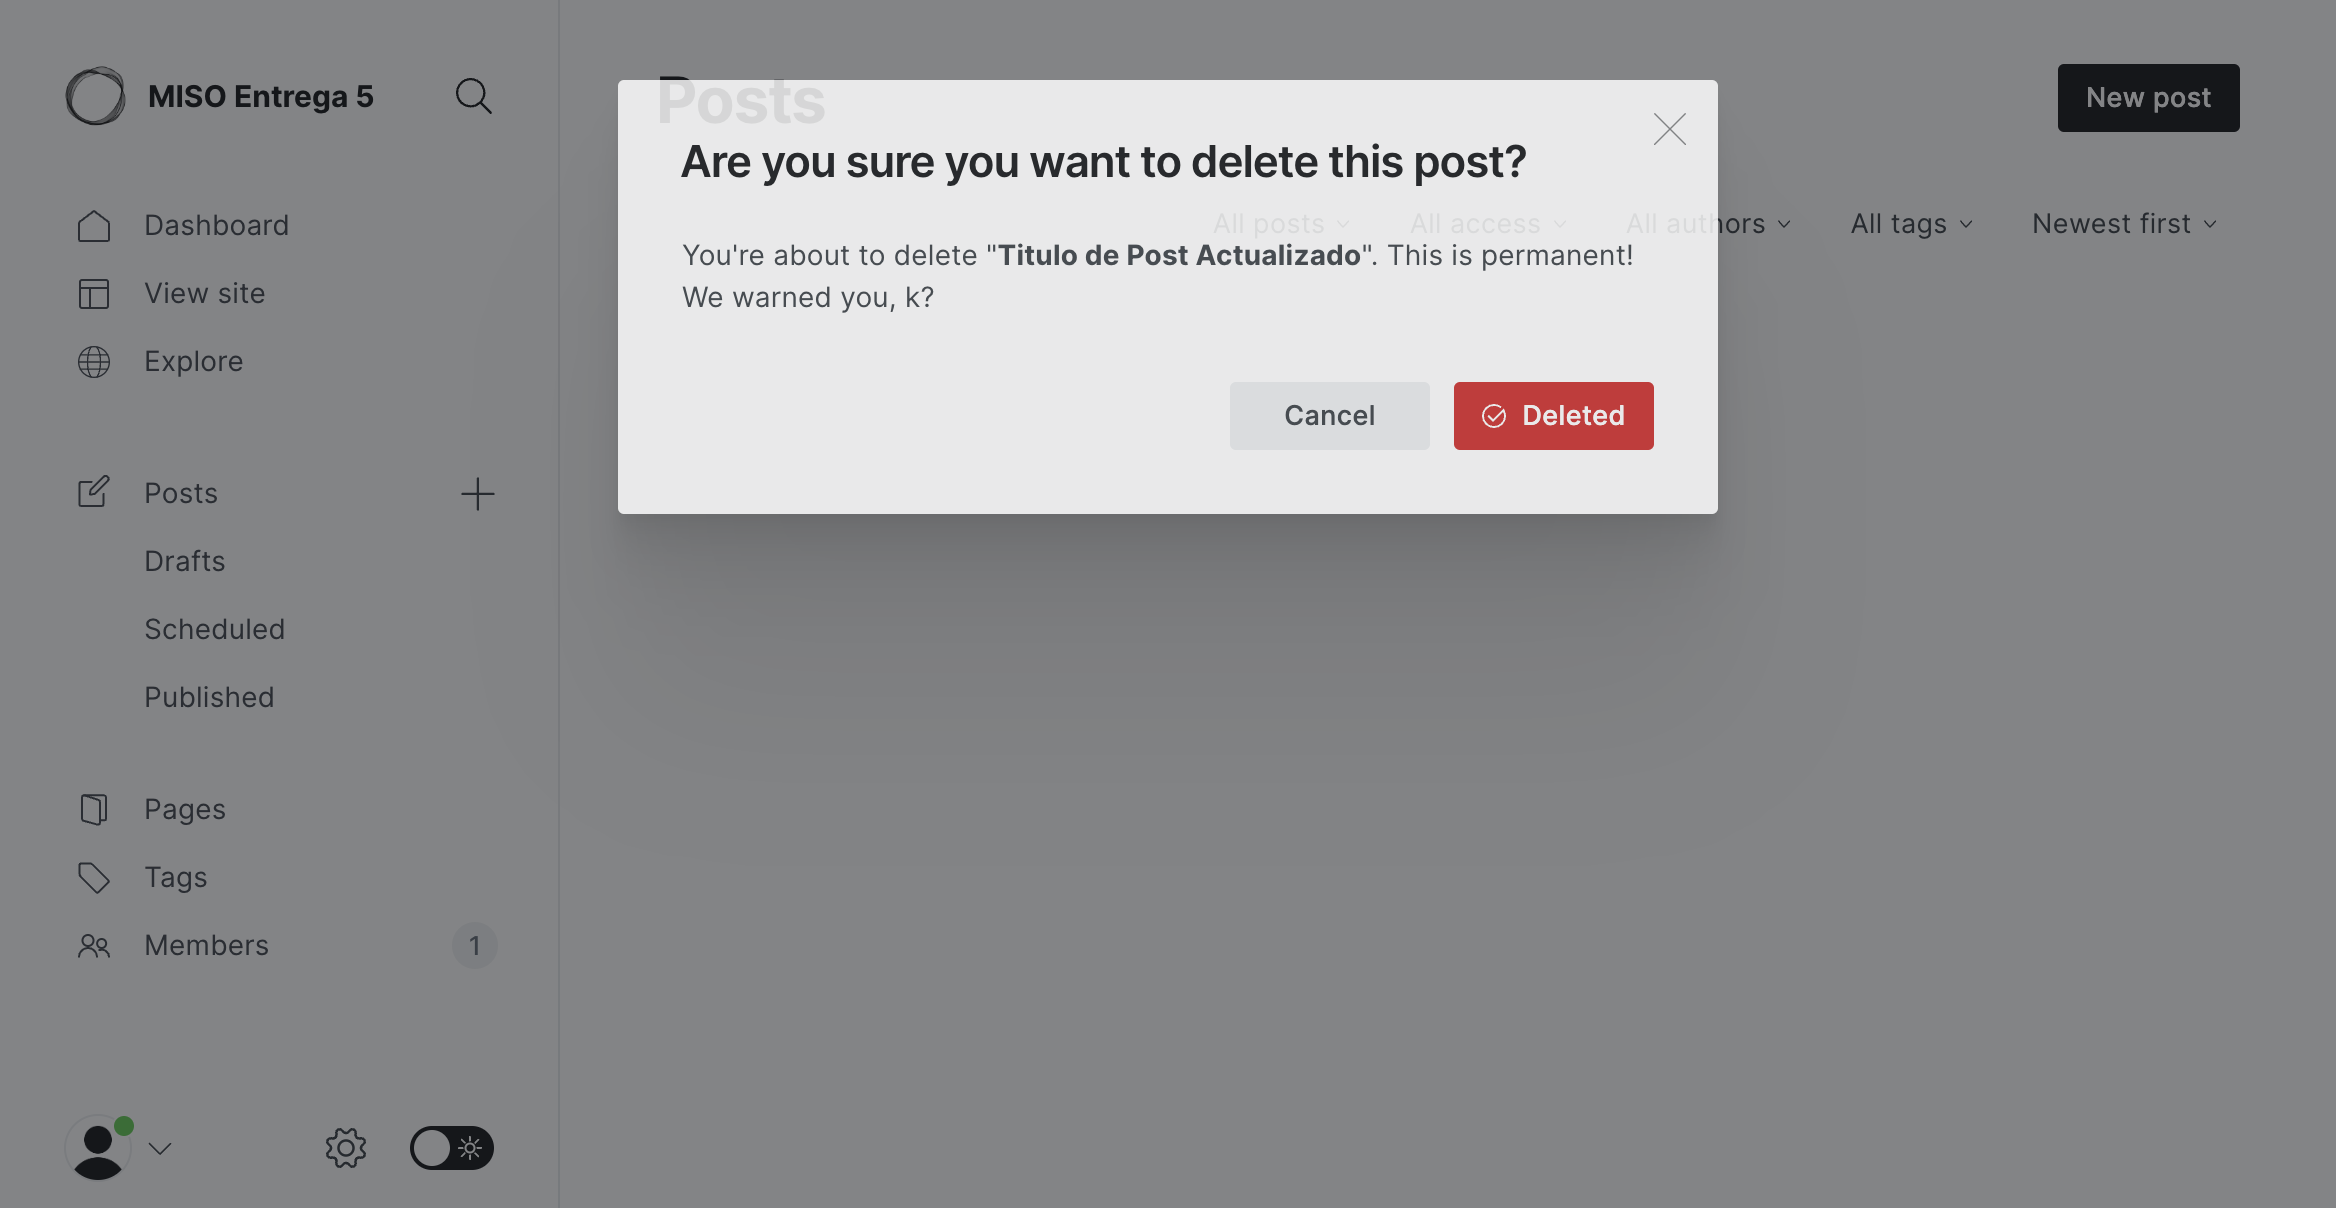 MISO Entrega 5
Dashboard
View site
Explore
Posts
Drafts
Scheduled
Published
Pages
Tags
Members 1
Posts
New post
All posts All access All authors All tags Newest first
Are you sure you want to delete this post?
You're about to delete "Titulo de Post Actualizado". This is permanent!
We warned you, k?
Cancel Deleted